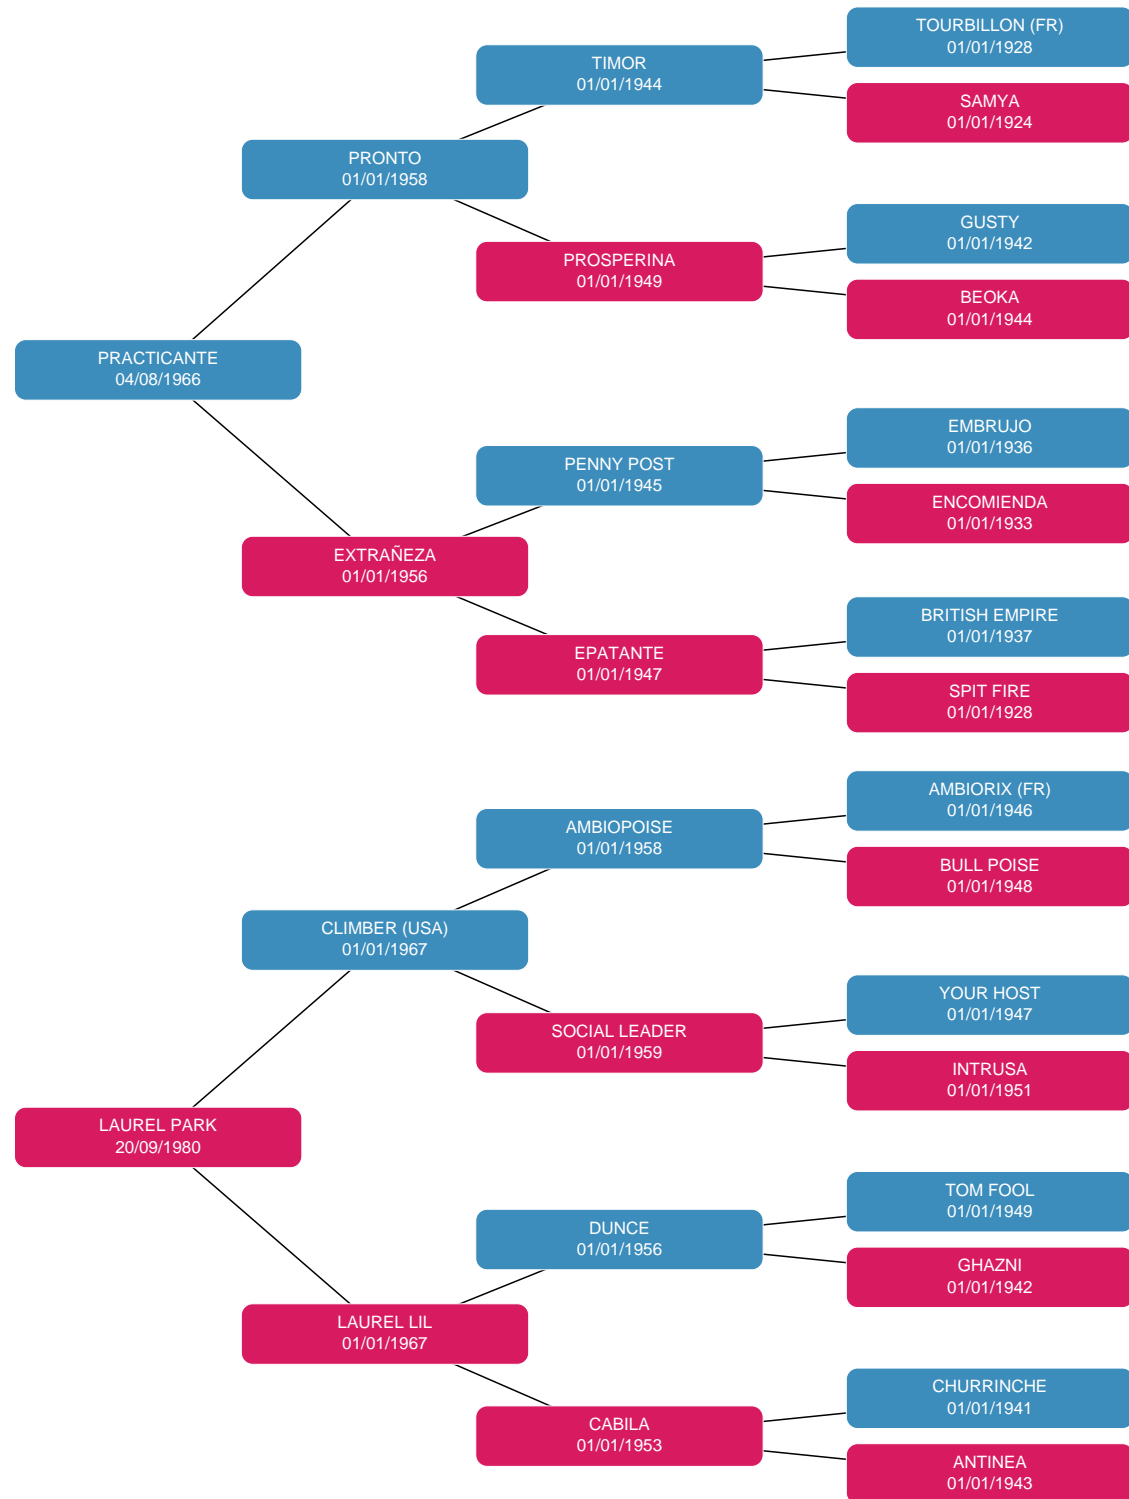 TOURBILLON (FR)
01/01/1928
TIMOR
01/01/1944
SAMYA
01/01/1924
PRONTO
01/01/1958
GUSTY
01/01/1942
PROSPERINA
01/01/1949
BEOKA
01/01/1944
PRACTICANTE
04/08/1966
EMBRUJO
01/01/1936
PENNY POST
01/01/1945
ENCOMIENDA
01/01/1933
EXTRAÑEZA
01/01/1956
BRITISH EMPIRE
01/01/1937
EPATANTE
01/01/1947
SPIT FIRE
01/01/1928
AMBIORIX (FR)
01/01/1946
AMBIOPOISE
01/01/1958
BULL POISE
01/01/1948
CLIMBER (USA)
01/01/1967
YOUR HOST
01/01/1947
SOCIAL LEADER
01/01/1959
INTRUSA
01/01/1951
LAUREL PARK
20/09/1980
TOM FOOL
01/01/1949
DUNCE
01/01/1956
GHAZNI
01/01/1942
LAUREL LIL
01/01/1967
CHURRINCHE
01/01/1941
CABILA
01/01/1953
ANTINEA
01/01/1943